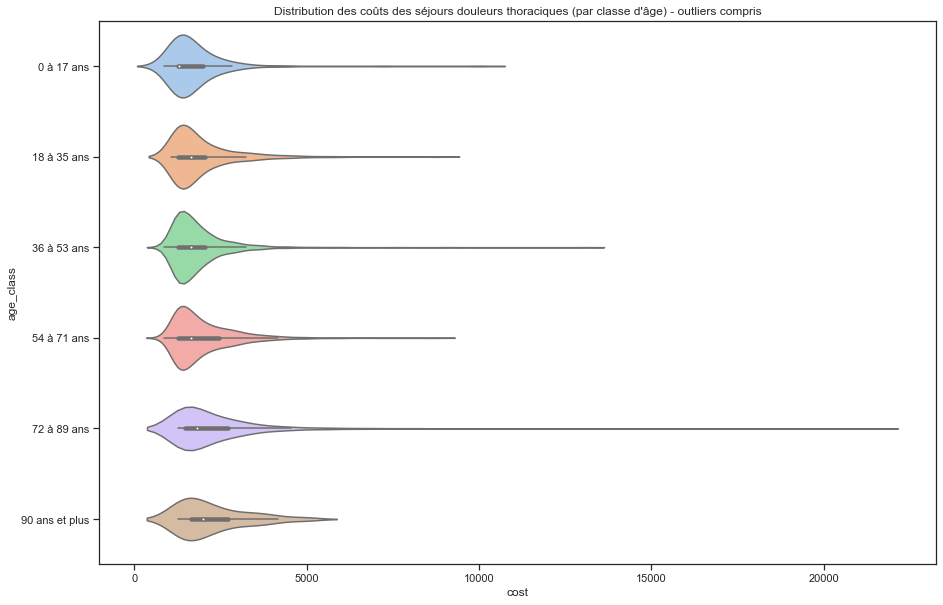 Distribution des coûts des séjours douleurs thoraciques (par classe d'âge) - outliers compris
age_class
0 à 17 ans
18 à 35 ans
36 à 53 ans
54 à 71 ans
72 à 89 ans
90 ans et plus
0 5000 10000 15000 20000
cost